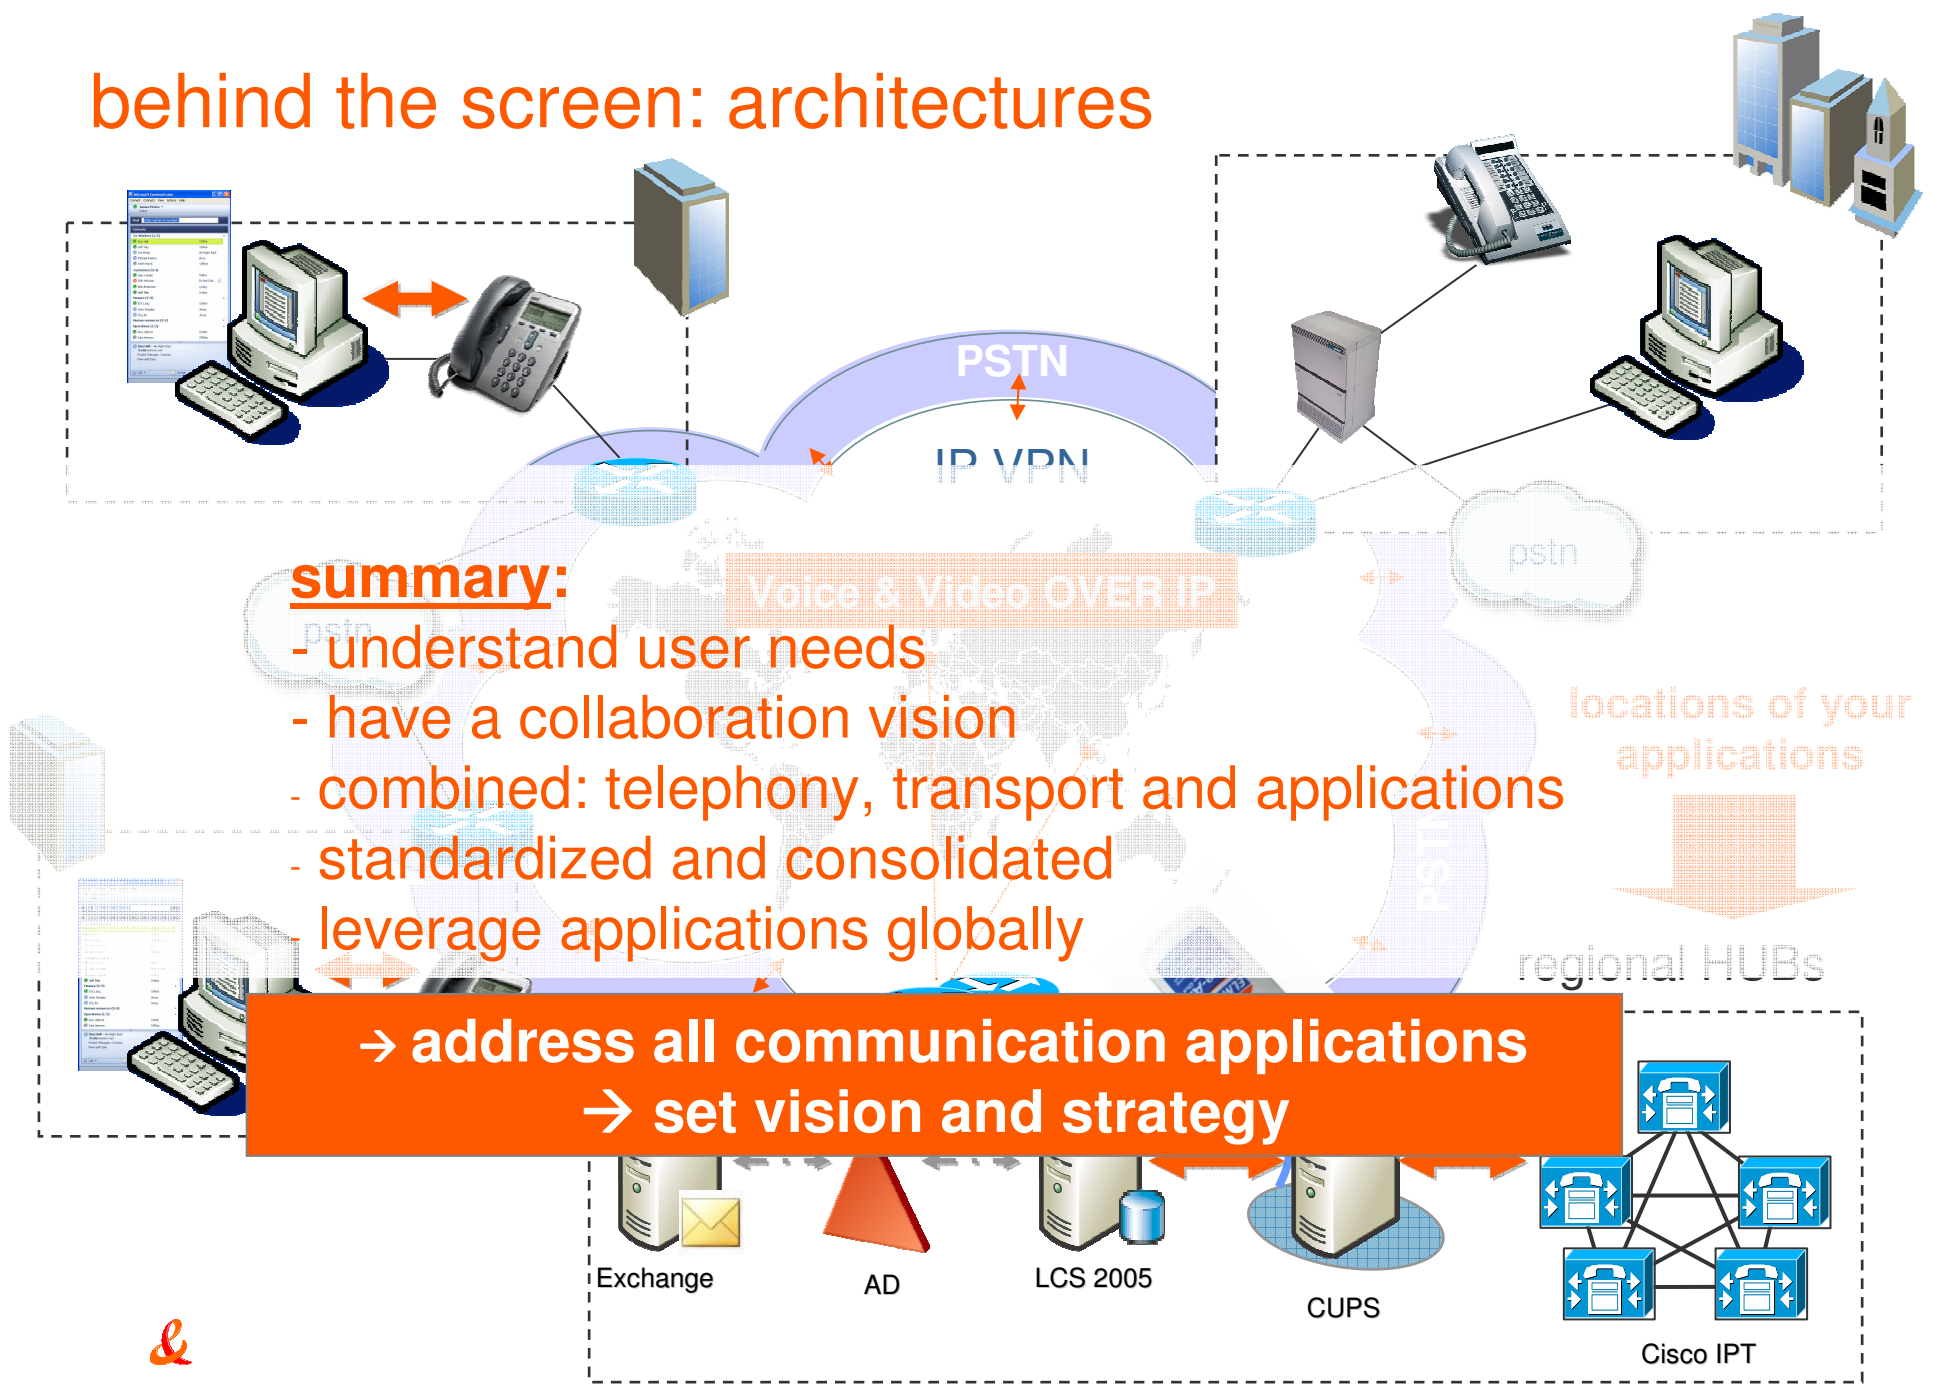 behind the screen: architectures
PSTN
IP VPN
pstn
Voice & Video OVER IP
summary:
pstn
- understand user needs
- have a collaboration vision
- combined: telephony, transport and applications
- standardized and consolidated
- leverage applications globally
locations of your
applications
PSTN
regional HUBs
→ address all communication applications
→ set vision and strategy
Exchange
AD
LCS 2005
CUPS
Cisco IPT
&